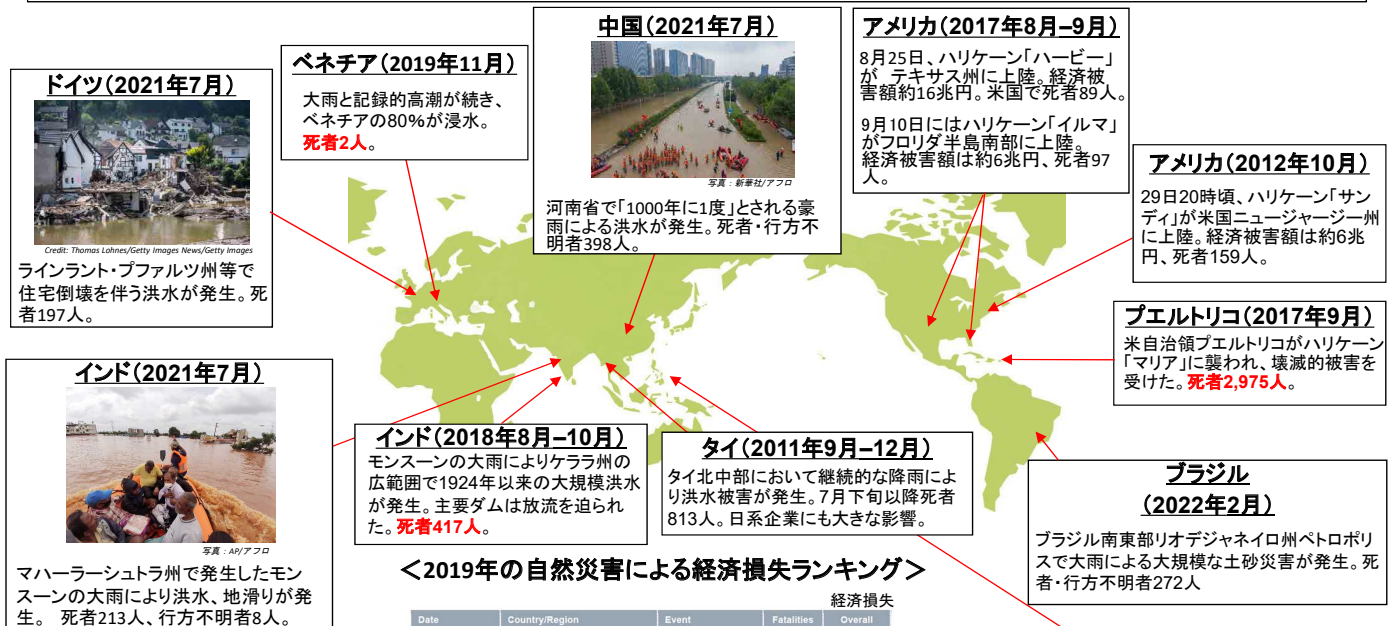 中国（2021年7月）
写真：新華社/アフロ
河南省で「1000年に1度」とされる豪
雨による洪水が発生。死者・行方不
明者398人。
アメリカ（2017年8月–9月）
8月25日、ハリケーン「ハービー」
が テキサス州に上陸。経済被
害額約16兆円。米国で死者89人。
9月10日にはハリケーン「イルマ」
がフロリダ半島南部に上陸。
経済被害額は約6兆円、死者97
人。
ベネチア（2019年11月）
大雨と記録的高潮が続き、
ベネチアの80%が浸水。
死者2人。
ドイツ（2021年7月）
Credit: Thomas Lohnes/Getty Images News/Getty Images
ラインラント・プファルツ州等で
住宅倒壊を伴う洪水が発生。死
者197人。
アメリカ（2012年10月）
29日20時頃、ハリケーン「サン
ディ」が米国ニュージャージー州
に上陸。経済被害額は約6兆
円、死者159人。
プエルトリコ（2017年9月）
米自治領プエルトリコがハリケーン
「マリア」に襲われ、壊滅的被害を
受けた。死者2,975人。
インド（2021年7月）
写真：AP/アフロ
マハーラーシュトラ州で発生したモン
スーンの大雨により洪水、地滑りが発
生。 死者213人、行方不明者8人。
インド（2018年8月–10月）
モンスーンの大雨によりケララ州の
広範囲で1924年以来の大規模洪水
が発生。主要ダムは放流を迫られ
た。死者417人。
タイ（2011年9月–12月）
タイ北中部において継続的な降雨によ
り洪水被害が発生。7月下旬以降死者
813人。日系企業にも大きな影響。
ブラジル
（2022年2月）
ブラジル南東部リオデジャネイロ州ペトロポリ
スで大雨による大規模な土砂災害が発生。死
者・行方不明者272人
＜2019年の自然災害による経済損失ランキング＞
経済損失
Date Country/Region Event Fatalities Overall